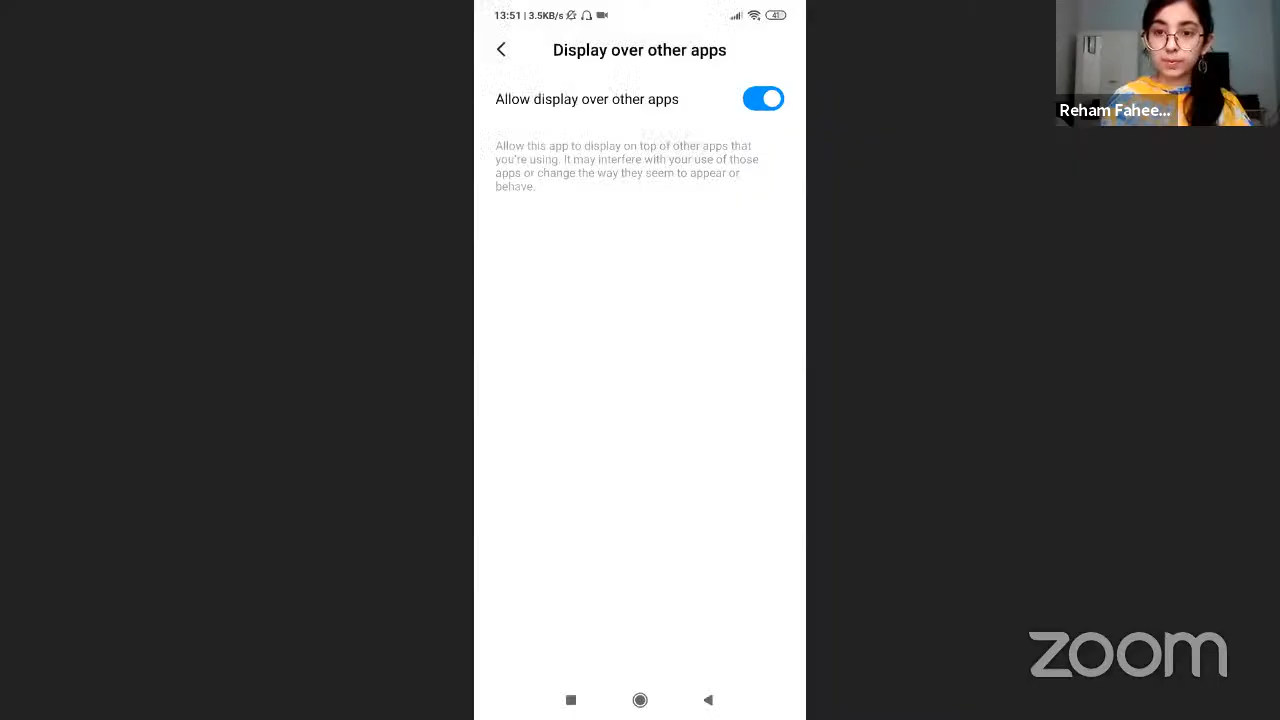 13:51 | 3.5KB/s
41
Display over other apps
Allow display over other apps
Allow this app to display on top of other apps that
you're using. It may interfere with your use of those
apps or change the way they seem to appear or
behave.
Reham Fahee...
zoom